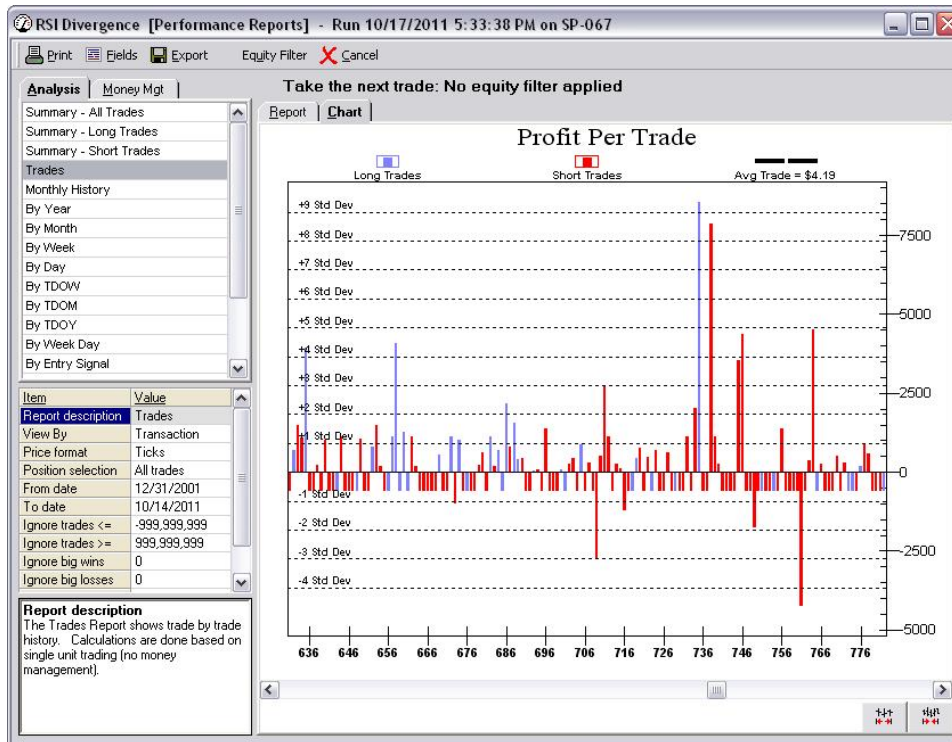 RSI Divergence [Performance Reports] - Run 10/17/2011 5:33:38 PM on SP-067
Print Fields Export Equity Filter Cancel
Analysis Money Mgt
Take the next trade: No equity filter applied
Summary - All Trades
Summary - Long Trades
Summary - Short Trades
Trades
Monthly History
By Year
By Month
By Week
By Day
By TDOW
By TDOM
By TDOY
By Week Day
By Entry Signal
Item Value
Report description Trades
View By Transaction
Price format Ticks
Position selection All trades
From date 12/31/2001
To date 10/14/2011
Ignore trades <= -999,999,999
Ignore trades >= 999,999,999
Ignore big wins 0
Ignore big losses 0
Report description
The Trades Report shows trade by trade
history. Calculations are done based on
single unit trading (no money
management).
Report Chart
Profit Per Trade
Long Trades Short Trades Avg Trade = $4.19
+9 Std Dev
+8 Std Dev
+7 Std Dev
+6 Std Dev
+5 Std Dev
+4 Std Dev
+3 Std Dev
+2 Std Dev
+1 Std Dev
-1 Std Dev
-2 Std Dev
-3 Std Dev
-4 Std Dev
7500
5000
2500
0
-2500
-5000
636 646 656 666 676 686 696 706 716 726 736 746 756 766 776